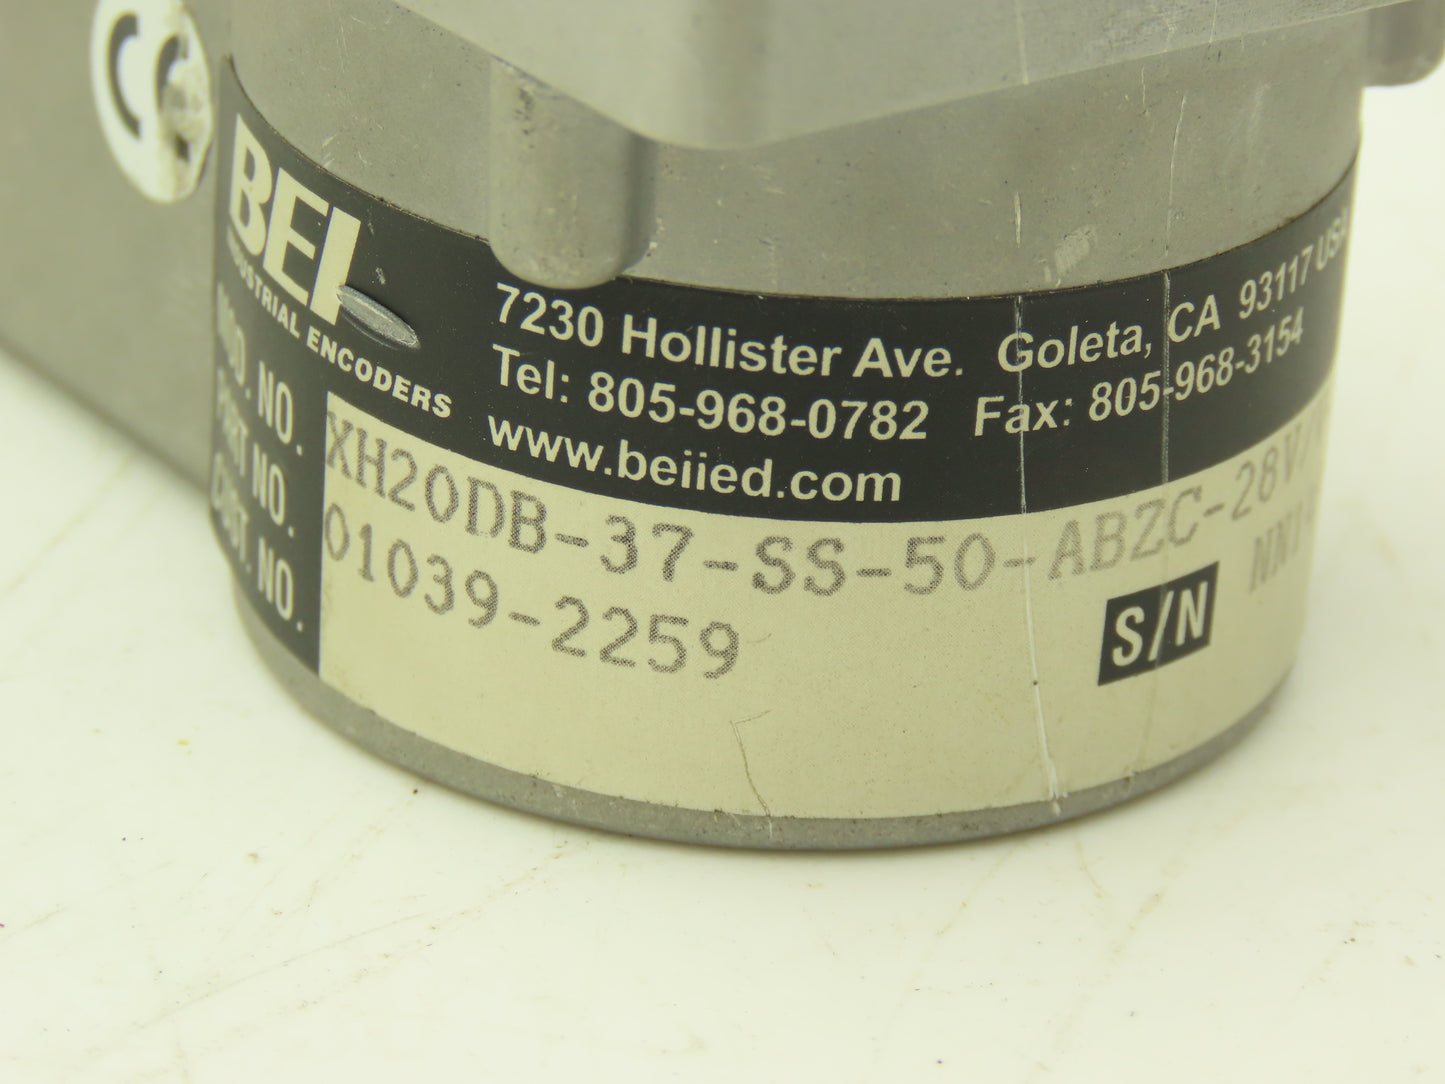 CE
BEI
INDUSTRIAL ENCODERS
7230 Hollister Ave. Goleta, CA 93117 USA
Tel: 805-968-0782 Fax: 805-968-3154
www.beiied.com
MOD. NO. XH20DB-37-SS-50-ABZC-28V/
PART NO. 01039-2259
CUST. NO.
S/N